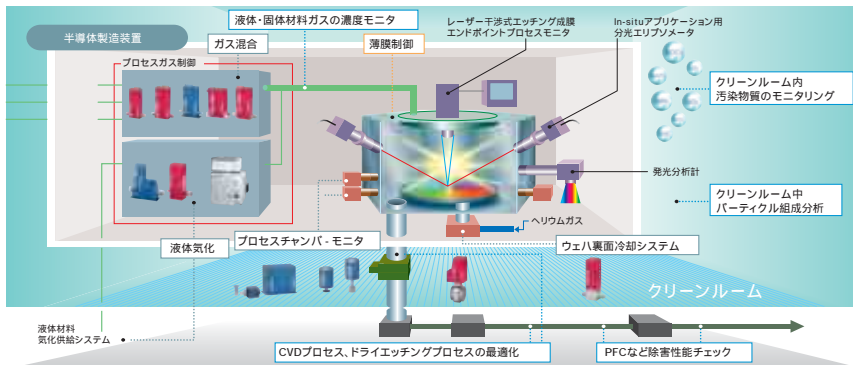 液体・固体材料ガスの濃度モニタ
レーザー干渉式エッチング成膜
エンドポイントプロセスモニタ
In-situアプリケーション用
分光エリプソメータ
半導体製造装置
ガス混合
薄膜制御
プロセスガス制御
クリーンルーム内
汚染物質のモニタリング
発光分析計
クリーンルーム中
パーティクル組成分析
ヘリウムガス
液体気化
プロセスチャンバ - モニタ
ウェハ裏面冷却システム
クリーンルーム
液体材料
気化供給システム
CVDプロセス、ドライエッチングプロセスの最適化
PFCなど除害性能チェック